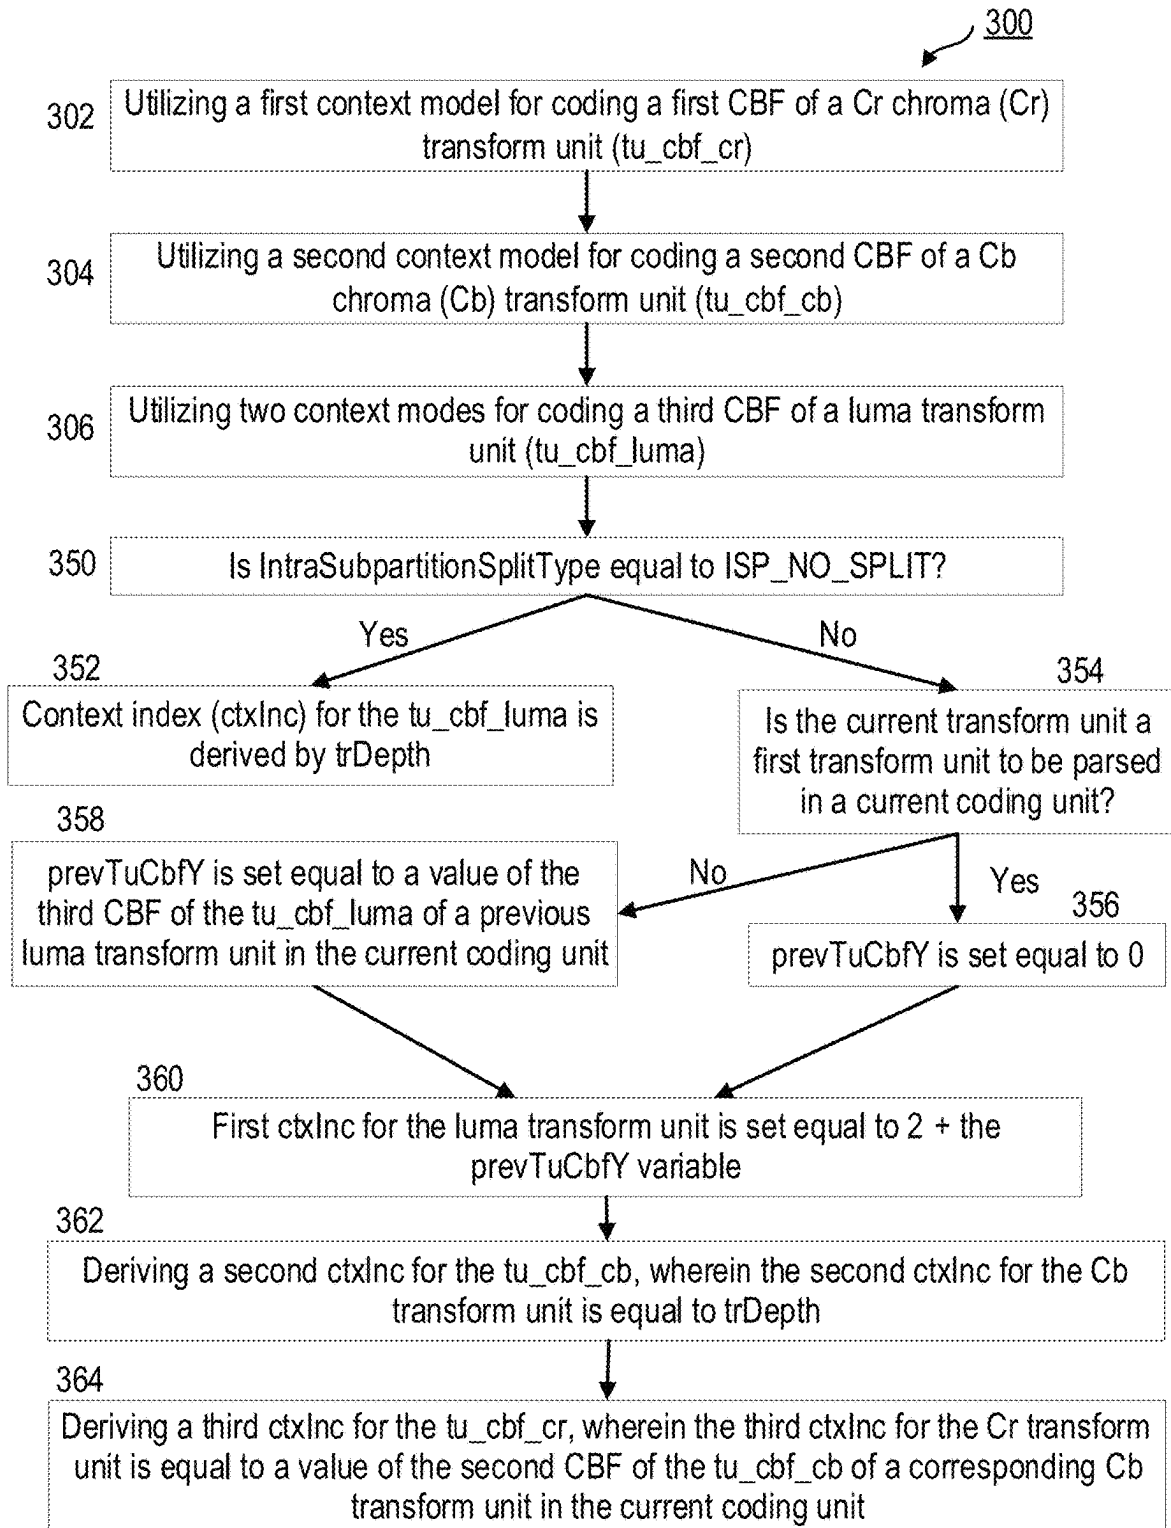 300
302
Utilizing a first context model for coding a first CBF of a Cr chroma (Cr)
transform unit (tu_cbf_cr)
304
Utilizing a second context model for coding a second CBF of a Cb
chroma (Cb) transform unit (tu_cbf_cb)
306
Utilizing two context modes for coding a third CBF of a luma transform
unit (tu_cbf_luma)
350
Is IntraSubpartitionSplitType equal to ISP_NO_SPLIT?
Yes
No
352
Context index (ctxInc) for the tu_cbf_luma is
derived by trDepth
354
Is the current transform unit a
first transform unit to be parsed
in a current coding unit?
No
Yes
358
prevTuCbfY is set equal to a value of the
third CBF of the tu_cbf_luma of a previous
luma transform unit in the current coding unit
356
prevTuCbfY is set equal to 0
360
First ctxInc for the luma transform unit is set equal to 2 + the
prevTuCbfY variable
362
Deriving a second ctxInc for the tu_cbf_cb, wherein the second ctxInc for the Cb
transform unit is equal to trDepth
364
Deriving a third ctxInc for the tu_cbf_cr, wherein the third ctxInc for the Cr transform
unit is equal to a value of the second CBF of the tu_cbf_cb of a corresponding Cb
transform unit in the current coding unit